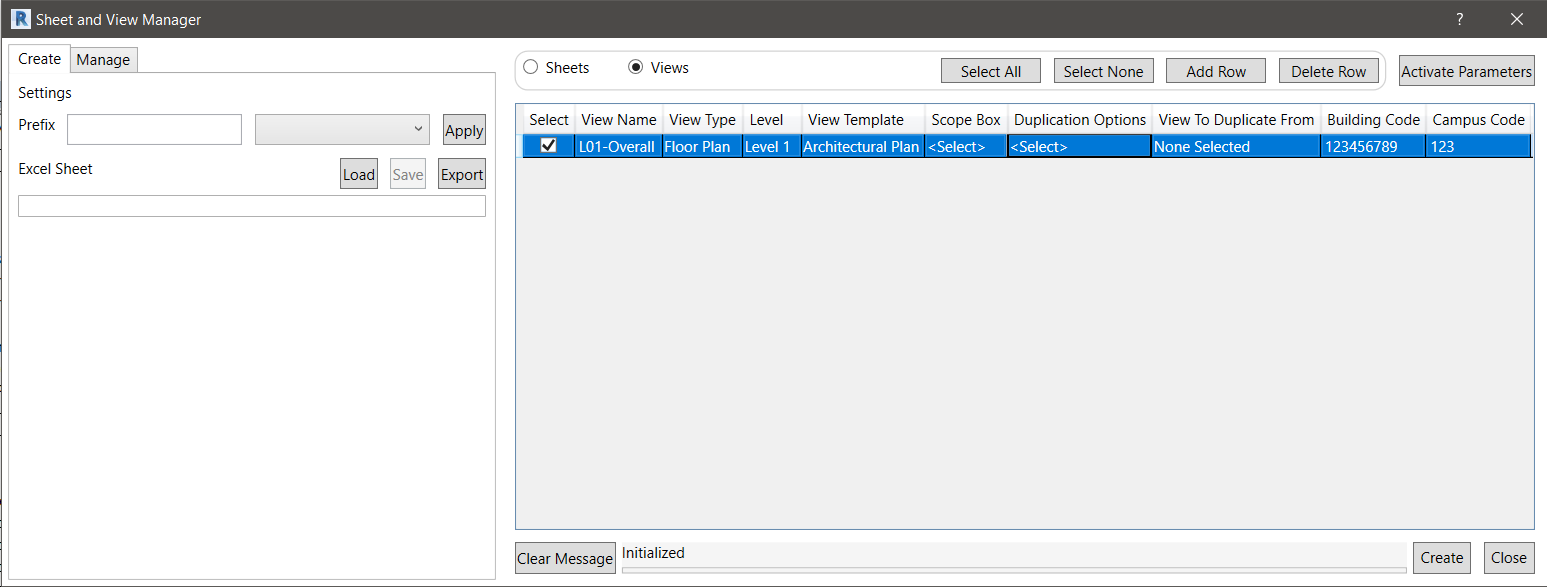 R Sheet and View Manager ?
Create Manage
Settings
Prefix Apply
Excel Sheet Load Save Export
Sheets Views Select All Select None Add Row Delete Row Activate Parameters
Select View Name View Type Level View Template Scope Box Duplication Options View To Duplicate From Building Code Campus Code
L01-Overall Floor Plan Level 1 Architectural Plan <Select> <Select> None Selected 123456789 123
Clear Message Initialized Create Close